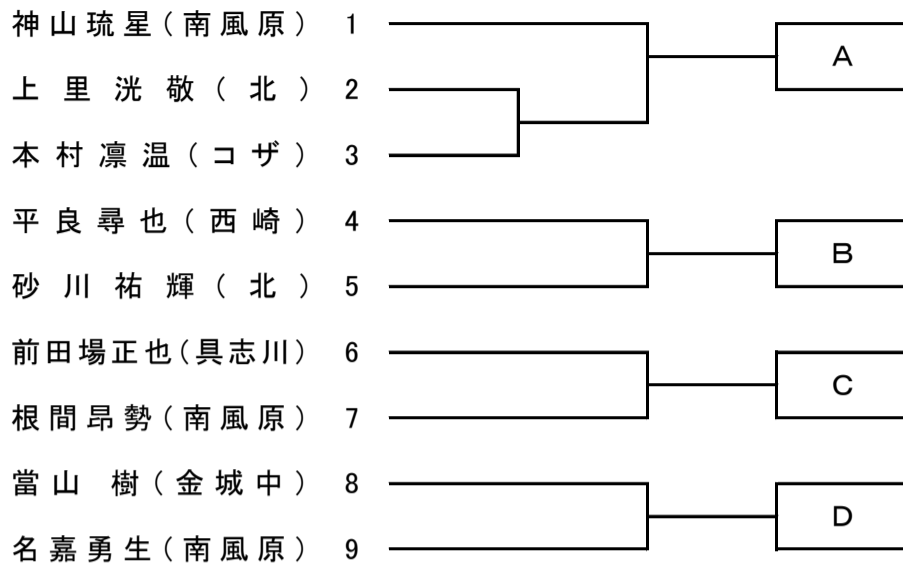 神山琉星(南風原) 1
A
上里洸敬(北) 2
本村凛温(コザ) 3
平良尋也(西崎) 4
B
砂川祐輝(北) 5
前田場正也(具志川) 6
C
根間昂勢(南風原) 7
當山 樹(金城中) 8
D
名嘉勇生(南風原) 9